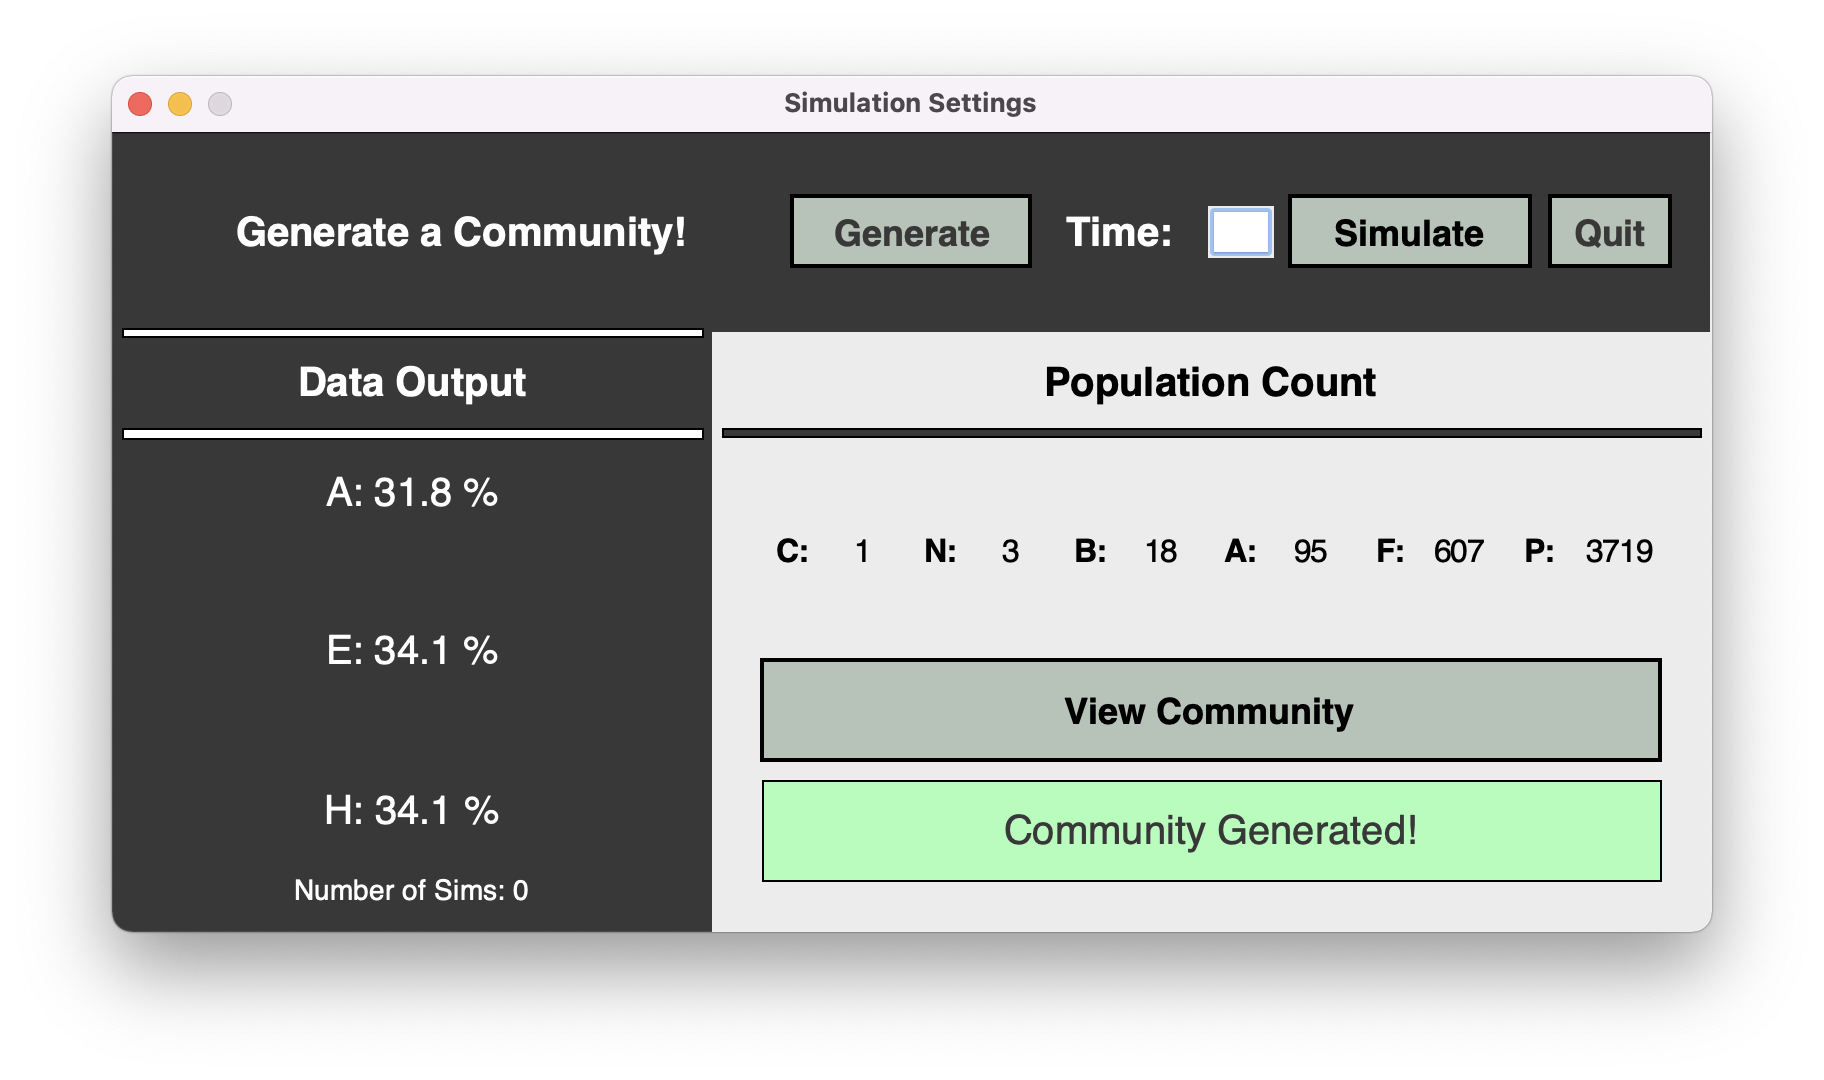 Simulation Settings
Generate a Community!
Generate
Time:
Simulate
Quit
Data Output
A: 31.8 %
E: 34.1 %
H: 34.1 %
Number of Sims: 0
Population Count
C: 1 N: 3 B: 18 A: 95 F: 607 P: 3719
View Community
Community Generated!